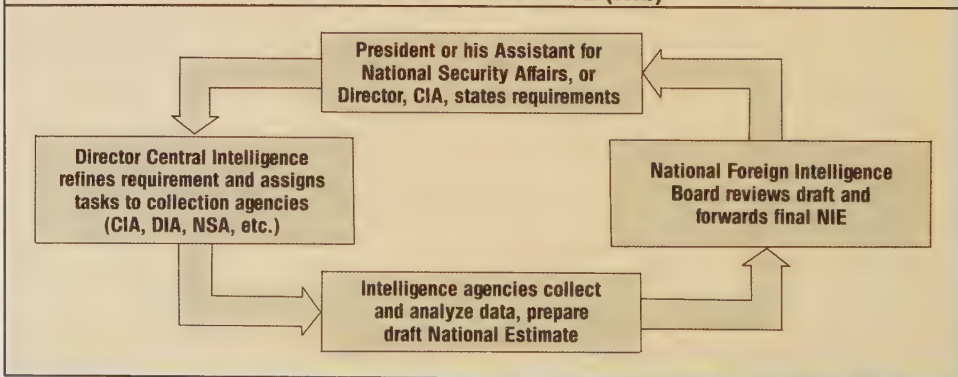 President or his Assistant for
National Security Affairs, or
Director, CIA, states requirements
Director Central Intelligence
refines requirement and assigns
tasks to collection agencies
(CIA, DIA, NSA, etc.)
National Foreign Intelligence
Board reviews draft and
forwards final NIE
Intelligence agencies collect
and analyze data, prepare
draft National Estimate